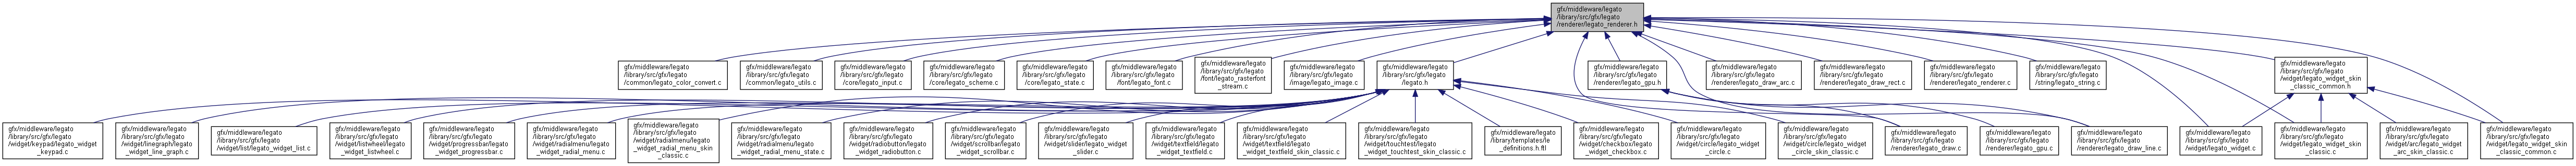 gfx/middleware/legato
/library/src/gfx/legato
/renderer/legato_renderer.h
gfx/middleware/legato
/library/src/gfx/legato
/common/legato_color_convert.c
gfx/middleware/legato
/library/src/gfx/legato
/common/legato_utils.c
gfx/middleware/legato
/library/src/gfx/legato
/core/legato_input.c
gfx/middleware/legato
/library/src/gfx/legato
/core/legato_scheme.c
gfx/middleware/legato
/library/src/gfx/legato
/core/legato_state.c
gfx/middleware/legato
/library/src/gfx/legato
/font/legato_font.c
gfx/middleware/legato
/library/src/gfx/legato
/font/legato_rasterfont
_stream.c
gfx/middleware/legato
/library/src/gfx/legato
/image/legato_image.c
gfx/middleware/legato
/library/src/gfx/legato
/legato.h
gfx/middleware/legato
/library/src/gfx/legato
/renderer/legato_gpu.h
gfx/middleware/legato
/library/src/gfx/legato
/renderer/legato_draw_arc.c
gfx/middleware/legato
/library/src/gfx/legato
/renderer/legato_draw_rect.c
gfx/middleware/legato
/library/src/gfx/legato
/renderer/legato_renderer.c
gfx/middleware/legato
/library/src/gfx/legato
/string/legato_string.c
gfx/middleware/legato
/library/src/gfx/legato
/widget/legato_widget_skin
_classic_common.h
gfx/middleware/legato
/library/src/gfx/legato
/widget/keypad/legato_widget
_keypad.c
gfx/middleware/legato
/library/src/gfx/legato
/widget/linegraph/legato
_widget_line_graph.c
gfx/middleware/legato
/library/src/gfx/legato
/widget/list/legato_widget_list.c
gfx/middleware/legato
/library/src/gfx/legato
/widget/listwheel/legato
_widget_listwheel.c
gfx/middleware/legato
/library/src/gfx/legato
/widget/progressbar/legato
_widget_progressbar.c
gfx/middleware/legato
/library/src/gfx/legato
/widget/radialmenu/legato
_widget_radial_menu.c
gfx/middleware/legato
/library/src/gfx/legato
/widget/radialmenu/legato
_widget_radial_menu_skin
_classic.c
gfx/middleware/legato
/library/src/gfx/legato
/widget/radialmenu/legato
_widget_radial_menu_state.c
gfx/middleware/legato
/library/src/gfx/legato
/widget/radiobutton/legato
_widget_radiobutton.c
gfx/middleware/legato
/library/src/gfx/legato
/widget/scrollbar/legato
_widget_scrollbar.c
gfx/middleware/legato
/library/src/gfx/legato
/widget/slider/legato_widget
_slider.c
gfx/middleware/legato
/library/src/gfx/legato
/widget/textfield/legato
_widget_textfield.c
gfx/middleware/legato
/library/src/gfx/legato
/widget/textfield/legato
_widget_textfield_skin_classic.c
gfx/middleware/legato
/library/src/gfx/legato
/widget/touchtest/legato
_widget_touchtest_skin_classic.c
gfx/middleware/legato
/library/templates/le
_definitions.h.ftl
gfx/middleware/legato
/library/src/gfx/legato
/widget/checkbox/legato
_widget_checkbox.c
gfx/middleware/legato
/library/src/gfx/legato
/widget/circle/legato_widget
_circle.c
gfx/middleware/legato
/library/src/gfx/legato
/widget/circle/legato_widget
_circle_skin_classic.c
gfx/middleware/legato
/library/src/gfx/legato
/renderer/legato_draw.c
gfx/middleware/legato
/library/src/gfx/legato
/renderer/legato_gpu.c
gfx/middleware/legato
/library/src/gfx/legato
/renderer/legato_draw_line.c
gfx/middleware/legato
/library/src/gfx/legato
/widget/legato_widget.c
gfx/middleware/legato
/library/src/gfx/legato
/widget/legato_widget_skin
_classic.c
gfx/middleware/legato
/library/src/gfx/legato
/widget/arc/legato_widget
_arc_skin_classic.c
gfx/middleware/legato
/library/src/gfx/legato
/widget/legato_widget_skin
_classic_common.c